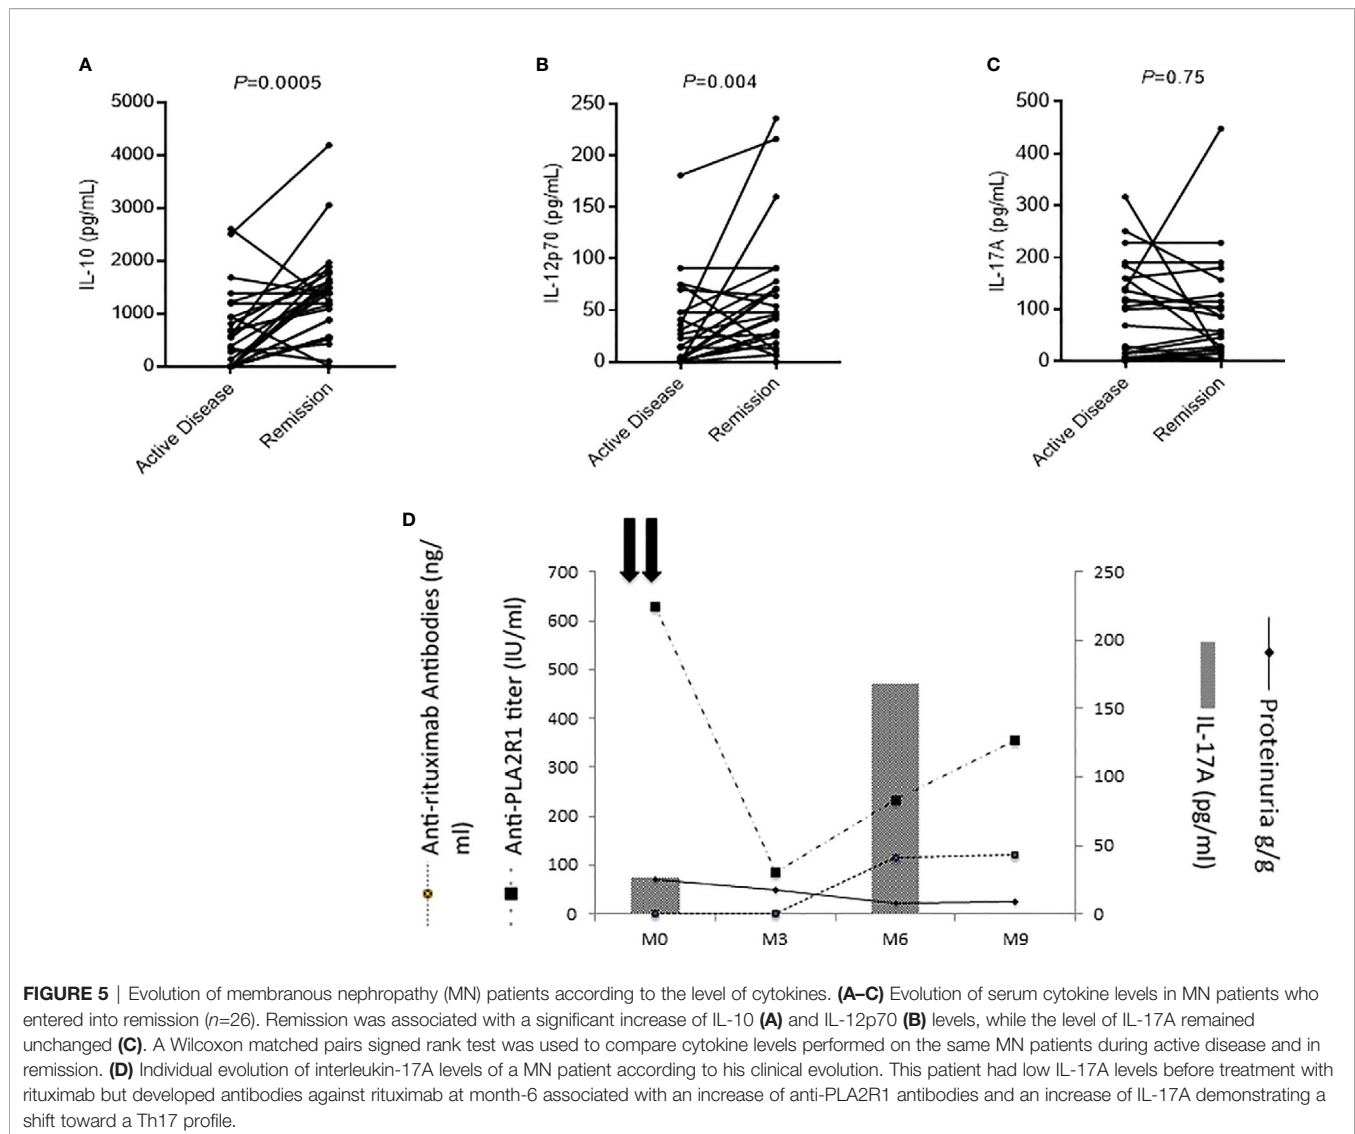 A
P=0.0005
IL-10 (pg/mL)
5000
4000
3000
2000
1000
0
Active Disease
Remission
B
P=0.004
IL-12p70 (pg/mL)
250
200
150
100
50
0
Active Disease
Remission
C
P=0.75
IL-17A (pg/mL)
500
400
300
200
100
0
Active Disease
Remission
D
Anti-rituximab Antibodies (ng/
ml)
Anti-PLA2R1 titer (IU/ml)
700
600
500
400
300
200
100
0
M0
M3
M6
M9
250
200
150
100
50
0
IL-17A (pg/ml)
Proteinuria g/g
FIGURE 5 | Evolution of membranous nephropathy (MN) patients according to the level of cytokines. (A–C) Evolution of serum cytokine levels in MN patients who
entered into remission (n=26). Remission was associated with a significant increase of IL-10 (A) and IL-12p70 (B) levels, while the level of IL-17A remained
unchanged (C). A Wilcoxon matched pairs signed rank test was used to compare cytokine levels performed on the same MN patients during active disease and in
remission. (D) Individual evolution of interleukin-17A levels of a MN patient according to his clinical evolution. This patient had low IL-17A levels before treatment with
rituximab but developed antibodies against rituximab at month-6 associated with an increase of anti-PLA2R1 antibodies and an increase of IL-17A demonstrating a
shift toward a Th17 profile.